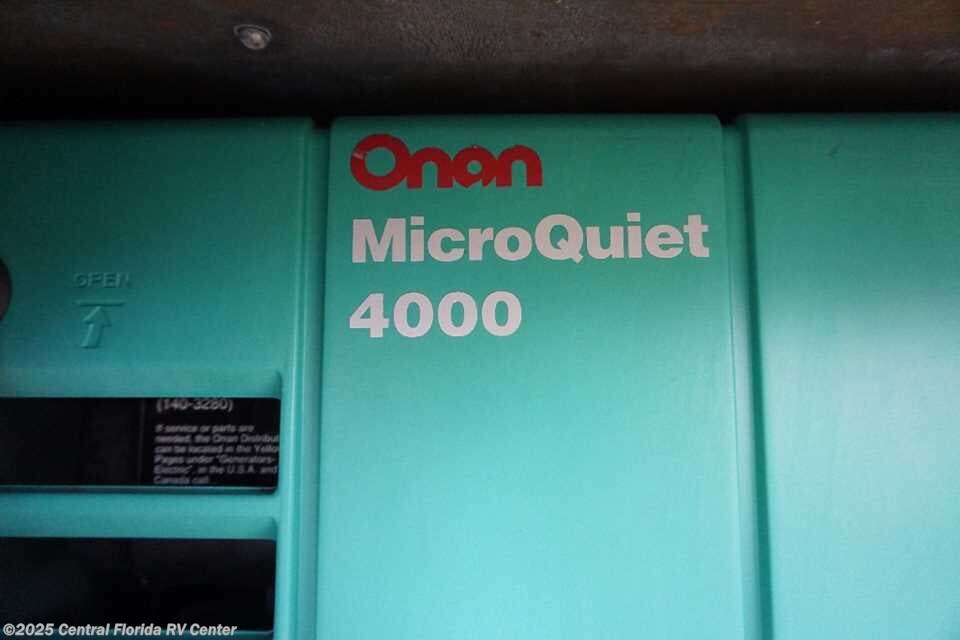 Onan
MicroQuiet
4000
OPEN
(140-3280)
If service or parts are
needed, the Onan Distribut
can be located in the Yello
Pages under "Generators-
Electric", in the U.S.A. and
Canada call
©2025 Central Florida RV Center